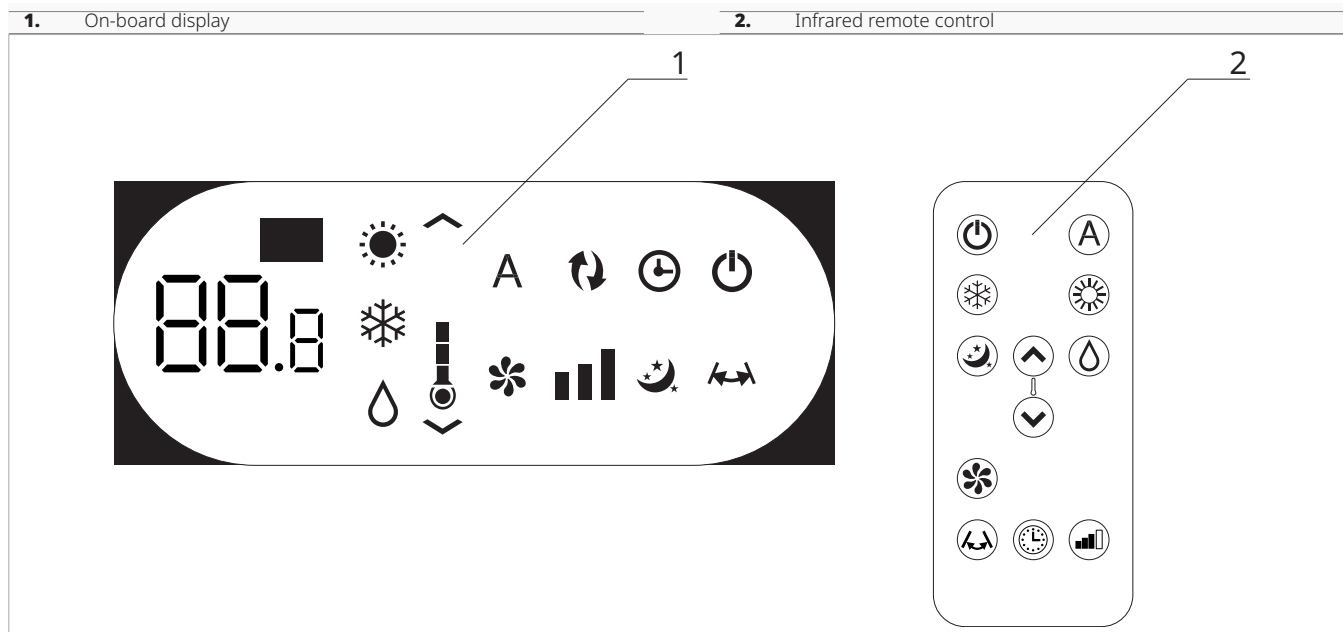 1. On-board display
2. Infrared remote control
1
2
A
88.8
A